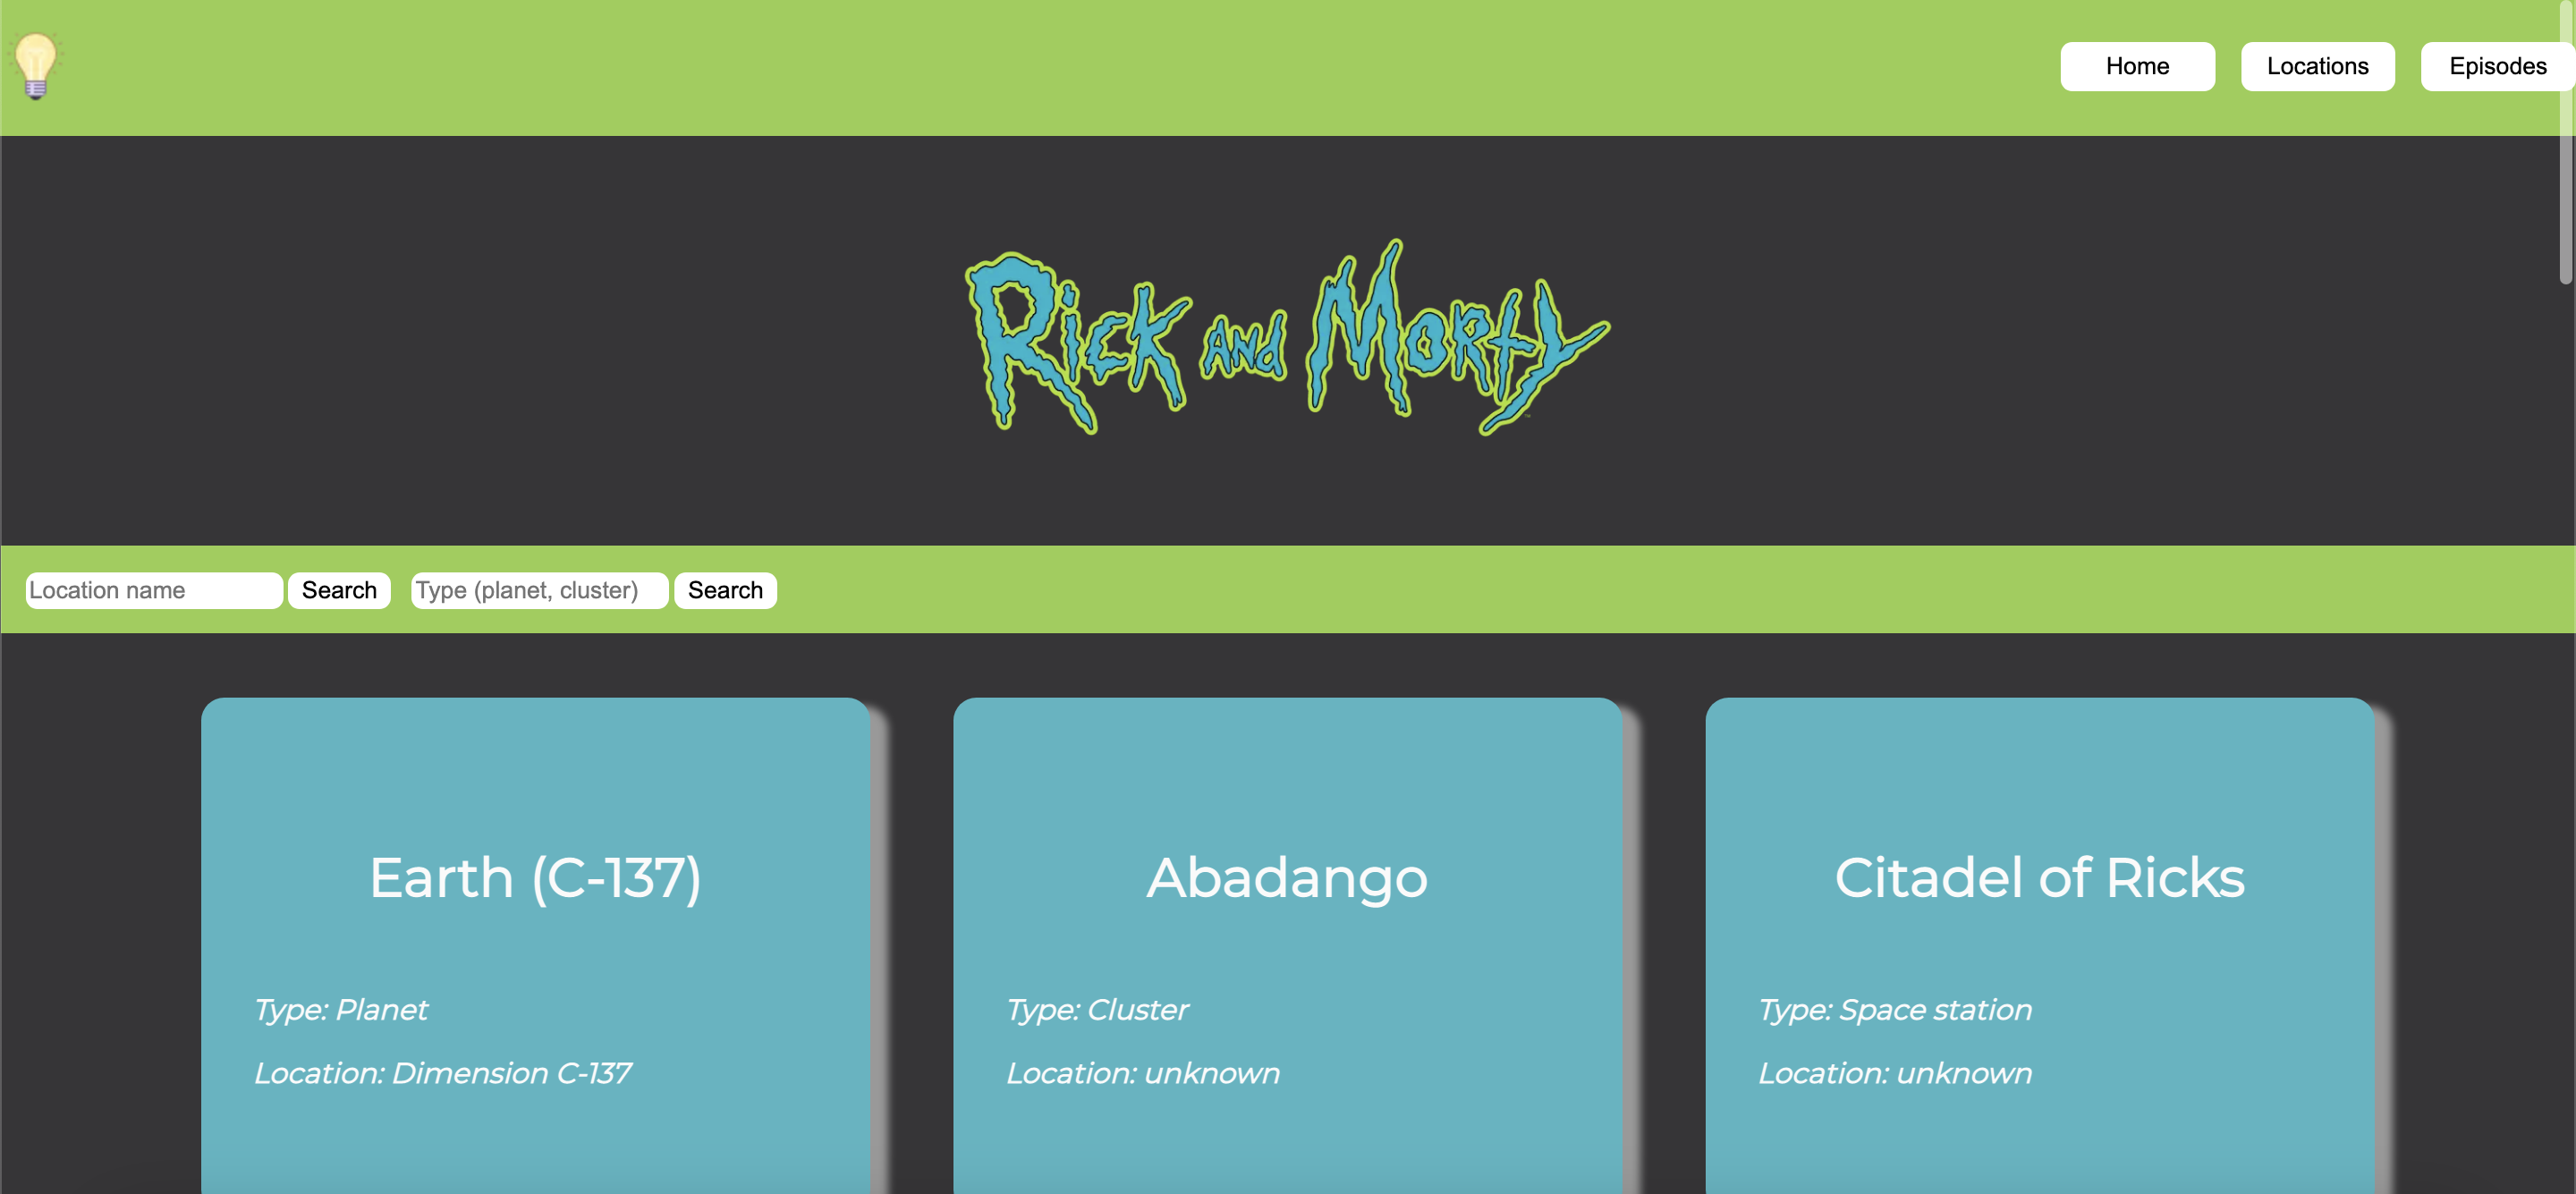 Home Locations Episodes
Rick and Morty
Location name Search Type (planet, cluster) Search
Earth (C-137)
Type: Planet
Location: Dimension C-137
Abadango
Type: Cluster
Location: unknown
Citadel of Ricks
Type: Space station
Location: unknown